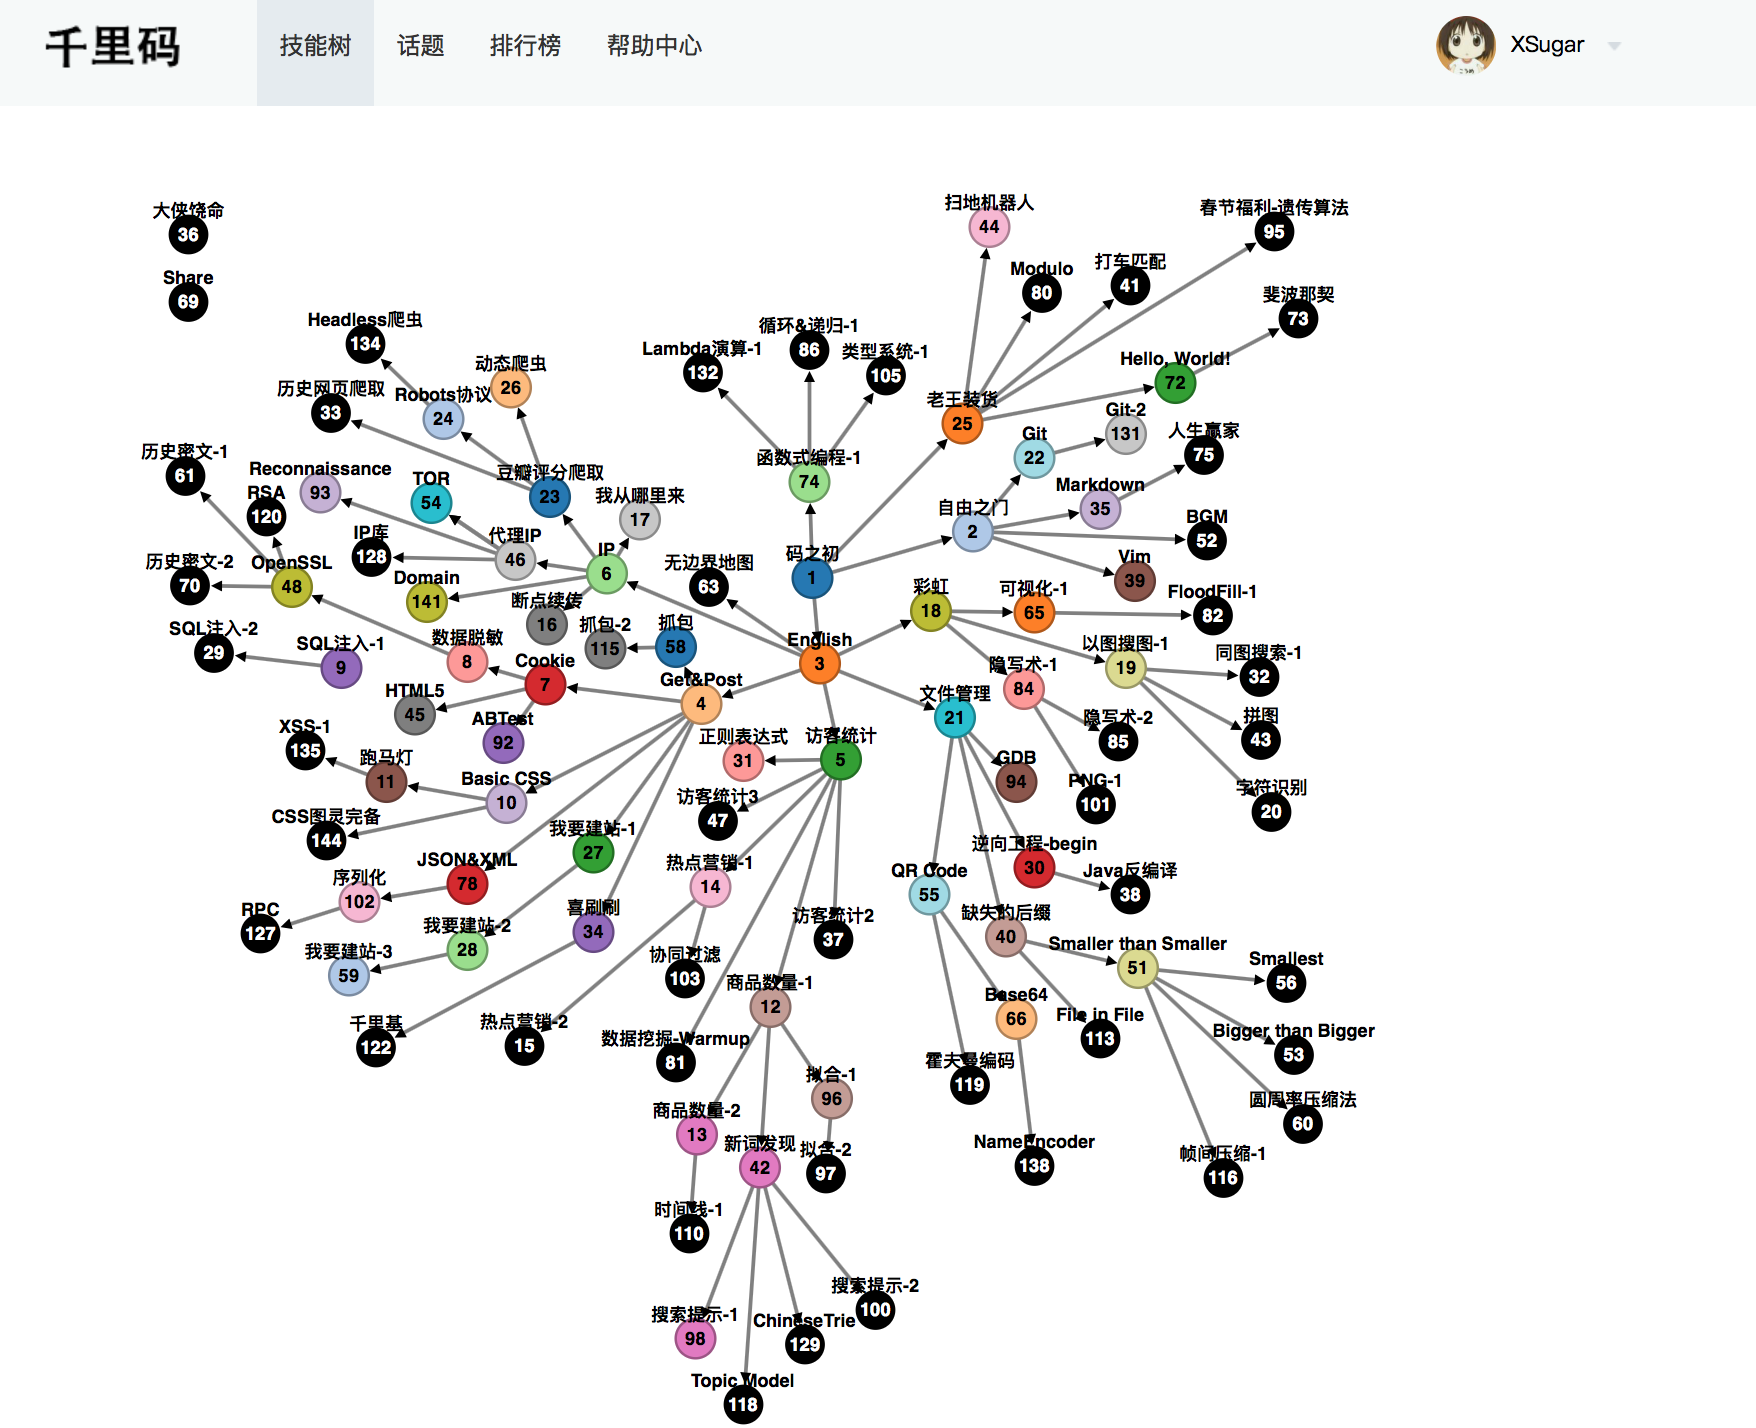 千里码
技能树
话题
排行榜
帮助中心
XSugar
扫地机器人
44
春节福利-遗传算法
95
大侠饶命
36
Modulo
80
打车匹配
41
Share
69
斐波那契
73
Headless爬虫
134
循环&递归-1
86
Lambda演算-1
132
类型系统-1
105
动态爬虫
26
Hello, World!
72
历史网页爬取
33
Robots协议
24
老王装货
25
Git-2
131
Git
22
人生赢家
75
历史密文-1
61
Reconnaissance
93
TOR
54
豆瓣评分爬取
23
函数式编程-1
74
Markdown
35
RSA
120
我从哪里来
17
自由之门
2
BGM
52
IP库
128
代理IP
46
IP
6
码之初
1
Vim
39
历史密文-2
70
OpenSSL
48
Domain
141
无边界地图
63
彩虹
18
可视化-1
65
FloodFill-1
82
断点续传
16
抓包-2
115
抓包
58
SQL注入-2
29
SQL注入-1
9
数据脱敏
8
Cookie
7
English
3
以图搜图-1
19
同图搜索-1
32
隐写术-1
84
HTML5
45
Get&Post
4
文件管理
21
隐写术-2
85
拼图
43
ABTest
92
XSS-1
135
正则表达式
31
访客统计
5
跑马灯
11
Basic CSS
10
GDB
94
PNG-1
101
字符识别
20
访客统计3
47
CSS图灵完备
144
我要建站-1
27
逆向工程-begin
30
JSON&XML
78
热点营销-1
14
QR Code
55
Java反编译
38
序列化
102
RPC
127
我要建站-2
28
喜刷刷
34
访客统计2
37
缺失的后缀
40
Smaller than Smaller
51
我要建站-3
59
协同过滤
103
商品数量-1
12
Smallest
56
Base64
66
千里基
122
热点营销-2
15
数据挖掘-Warmup
81
File in File
113
Bigger than Bigger
53
霍夫曼编码
119
拟合-1
96
商品数量-2
13
圆周率压缩法
60
新词发现
42
拟合-2
97
NameEncoder
138
帧间压缩-1
116
时间线-1
110
搜索提示-2
100
搜索提示-1
98
ChineseTrie
129
Topic Model
118